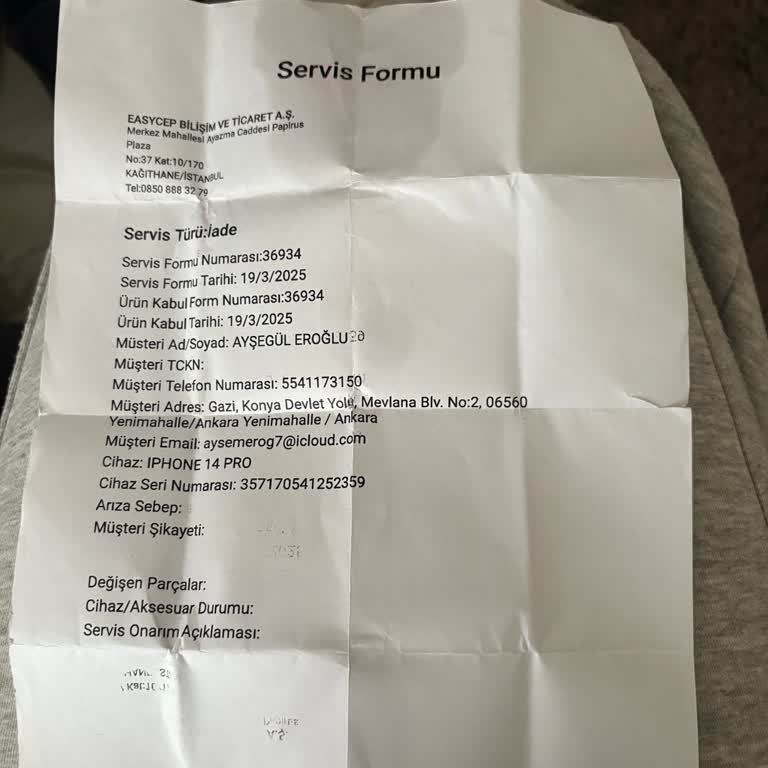 Servis Formu
EASYCEP BİLİŞİM VE TİCARET A.Ş.
Merkez Mahallesi Ayazma Caddesi Papirus
Plaza
No:37 Kat:10/170
KAĞITHANE/İSTANBUL
Tel:0850 888 32 79
Servis Türü:İade
Servis Formu Numarası:36934
Servis Formu Tarihi: 19/3/2025
Ürün Kabul Form Numarası:36934
Ürün Kabul Tarihi: 19/3/2025
Müsteri Ad/Soyad: AYŞEGÜL EROĞLU
Müşteri TCKN:
Müşteri Telefon Numarası: 5541173150
Müşteri Adres: Gazi, Konya Devlet Yolu, Mevlana Blv. No:2, 06560
Yenimahalle/Ankara Yenimahalle / Ankara
Müşteri Email: aysemerog7@icloud.com
Cihaz: IPHONE 14 PRO
Cihaz Seri Numarası: 357170541252359
Arıza Sebep:
Müşteri Şikayeti:
Değişen Parçalar:
Cihaz/Aksesuar Durumu:
Servis Onarım Açıklaması: